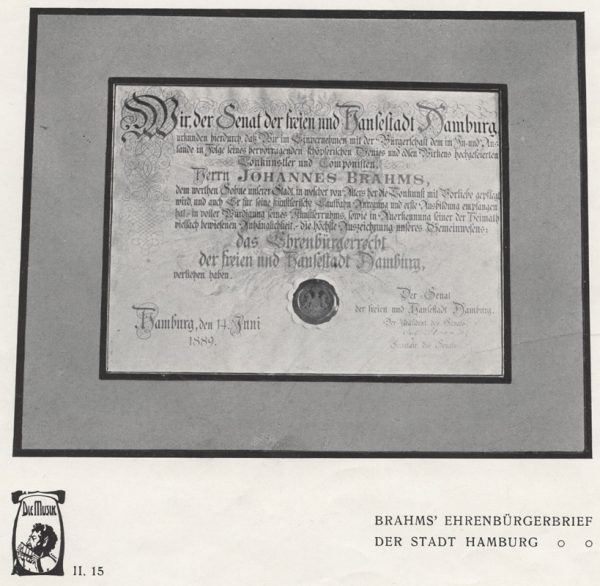 Wir, der Senat der freien und Hansestadt Hamburg,
urkunden hierdurch, daß Wir im Einvernehmen mit der Bürgerschaft dem im In- und Aus-
lande in Folge seines hervorragenden schöpferischen Genies und edlen Wirkens hochgefeierten
Tonkünstler und Componisten,
Herrn JOHANNES BRAHMS,
dem werthen Sohne unserer Stadt, in welcher von Alters her die Tonkunst mit Vorliebe gepflegt
wird, und auch Er für seine künstlerische Laufbahn Anregung und erste Ausbildung empfangen
hat, in voller Würdigung seines Künstlerruhms, sowie in Anerkennung seiner der Heimath
vielfach bewiesenen Anhänglichkeit, die höchste Auszeichnung unseres Gemeinwesens:
das Ehrenbürgerrecht
der freien und Hansestadt Hamburg,
verliehen haben.
Der Senat
der freien und Hansestadt Hamburg.
Der Präsident des Senats
Hamburg, den 14. Juni
1889.
DIE MUSIK
II. 15
BRAHMS' EHRENBÜRGERBRIEF
DER STADT HAMBURG